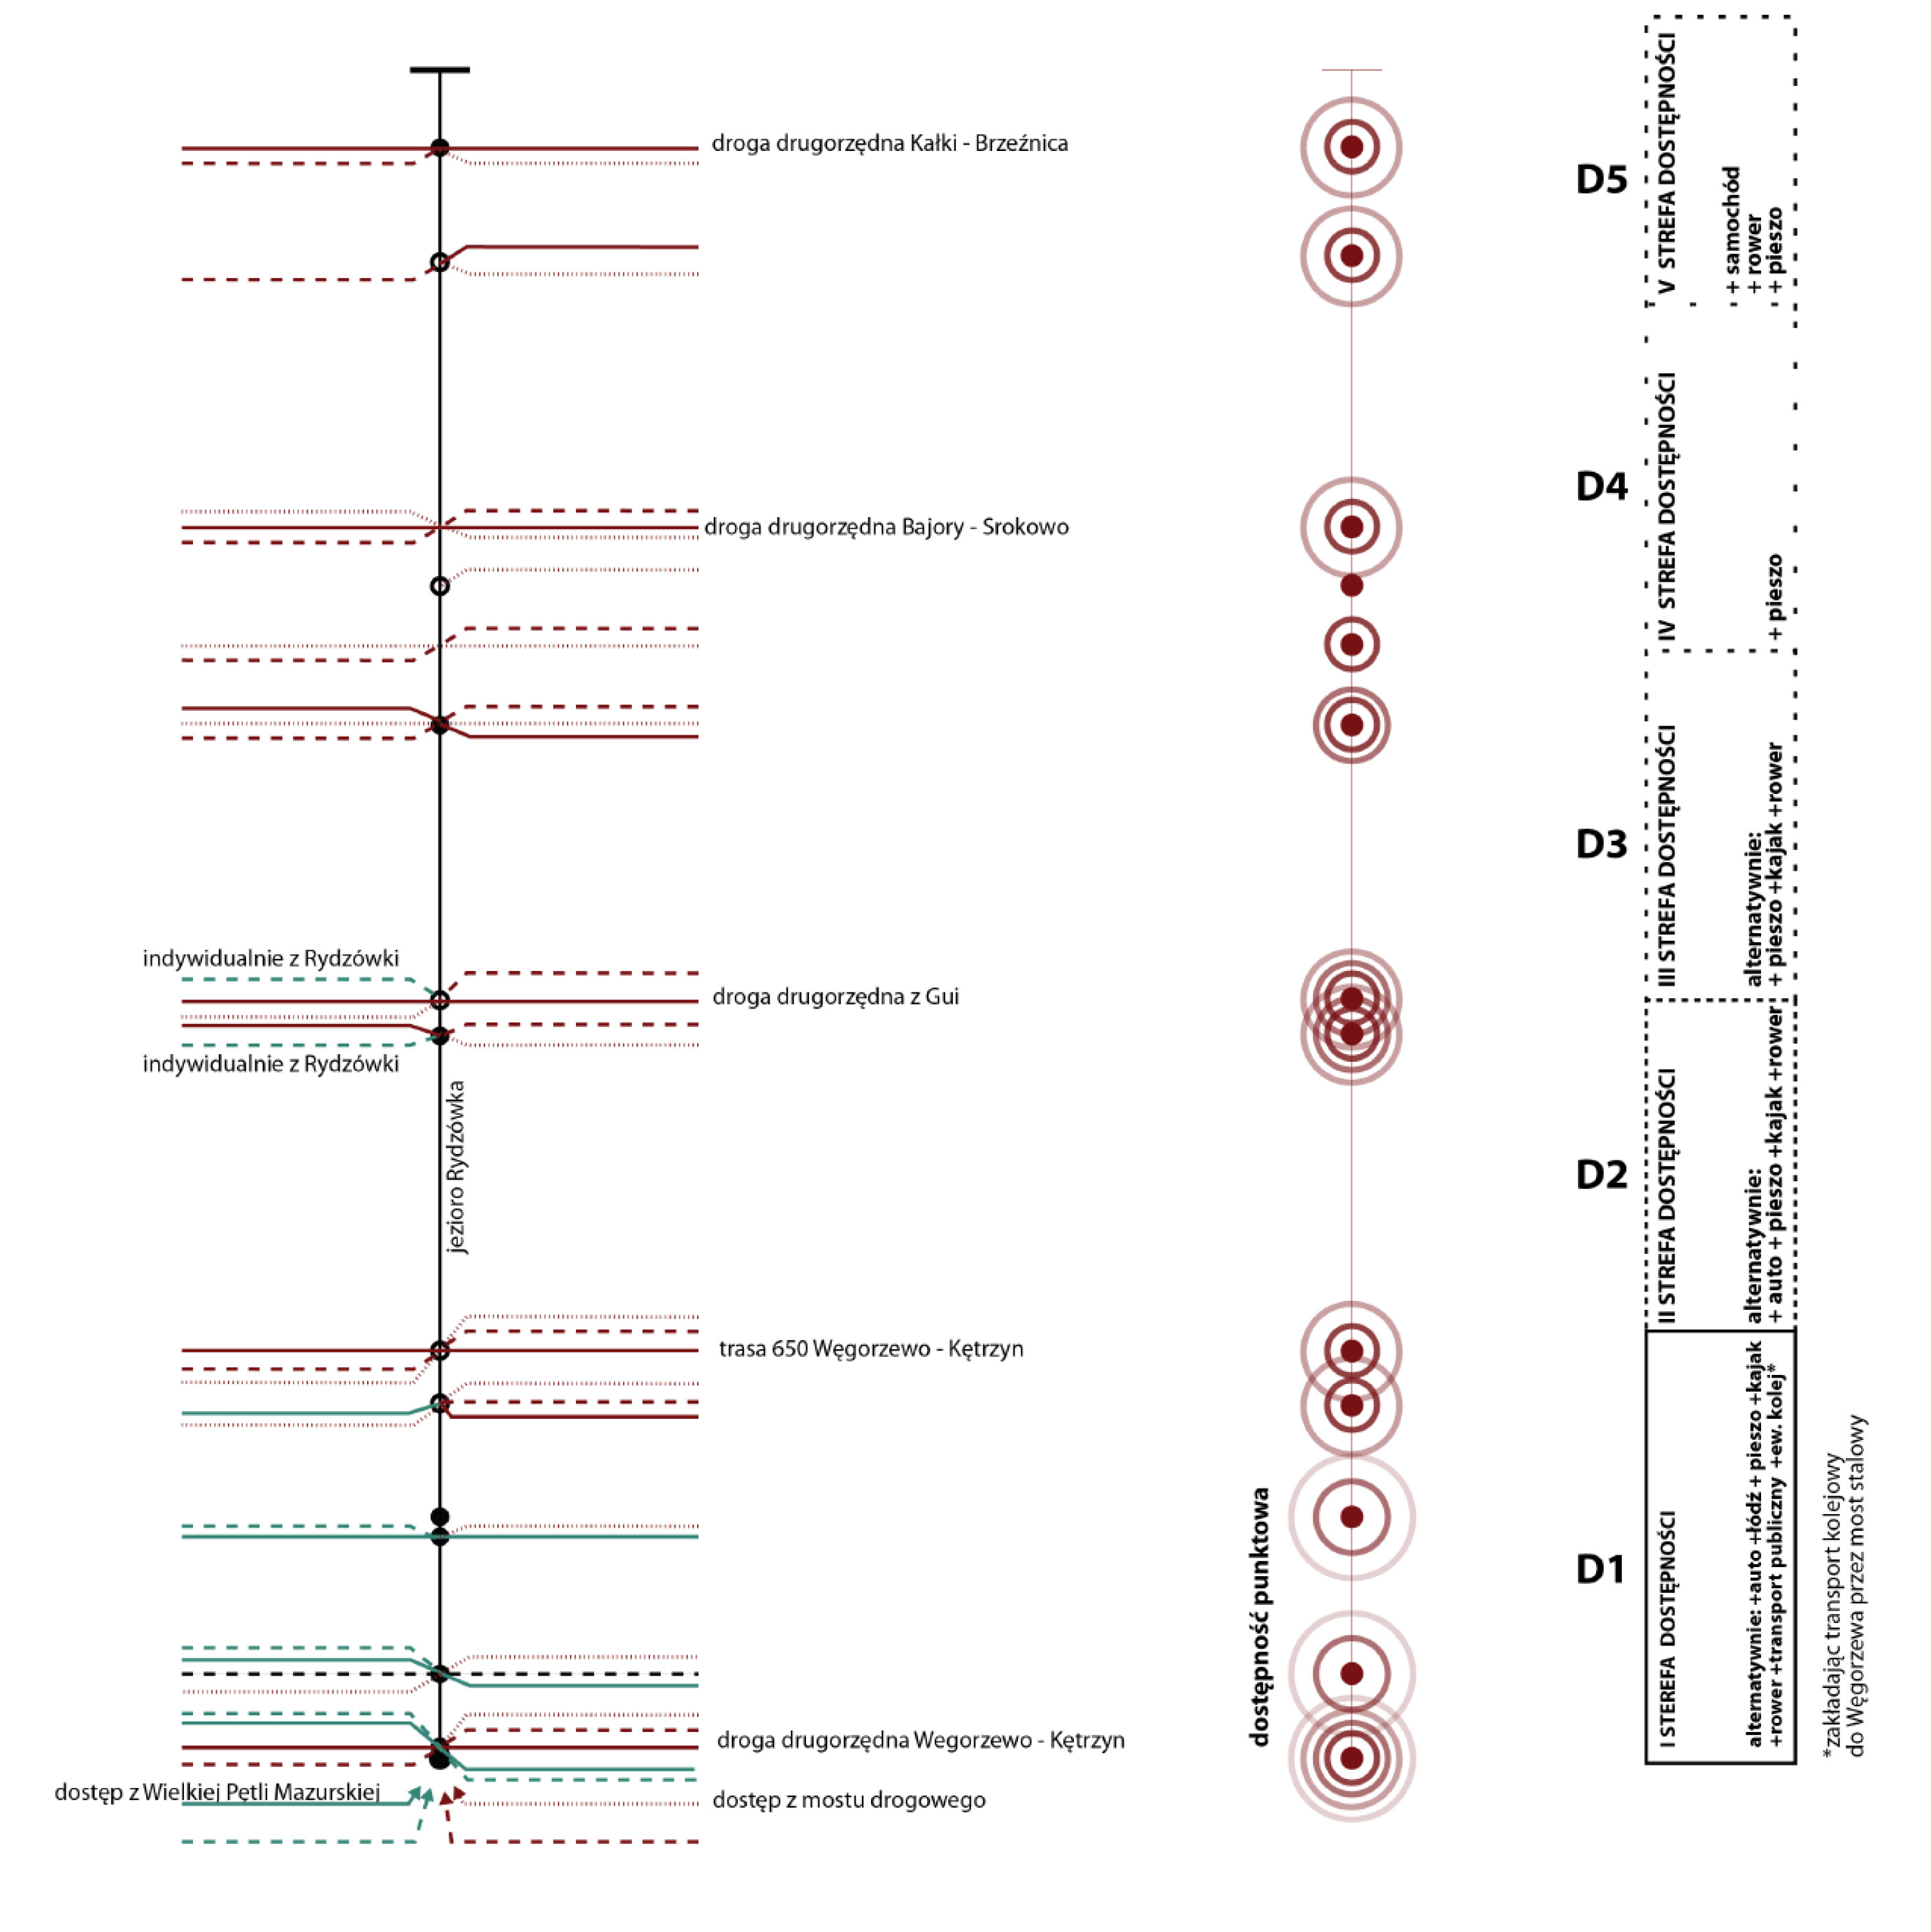 droga drugorzędna Kałki - Brzeźnica
droga drugorzędna Bajory - Srokowo
indywidualnie z Rydzówki
droga drugorzędna z Gui
indywidualnie z Rydzówki
jezioro Rydzówka
trasa 650 Węgorzewo - Kętrzyn
droga drugorzędna Wegorzewo - Kętrzyn
dostęp z Wielkiej Pętli Mazurskiej
dostęp z mostu drogowego
dostępność punktowa
D5
V STREFA DOSTĘPNOŚCI
+ samochód
+ rower
+ pieszo
D4
IV STREFA DOSTĘPNOŚCI
+ pieszo
D3
III STREFA DOSTĘPNOŚCI
alternatywnie:
+ pieszo +kajak +rower
D2
II STREFA DOSTĘPNOŚCI
alternatywnie:
+ auto + pieszo +kajak +rower
D1
I STEREFA DOSTĘPNOŚCI
alternatywnie: +auto +łódź + pieszo +kajak
+rower +transport publiczny +ew. kolej*
*zakładając transport kolejowy
do Węgorzewa przez most stalowy